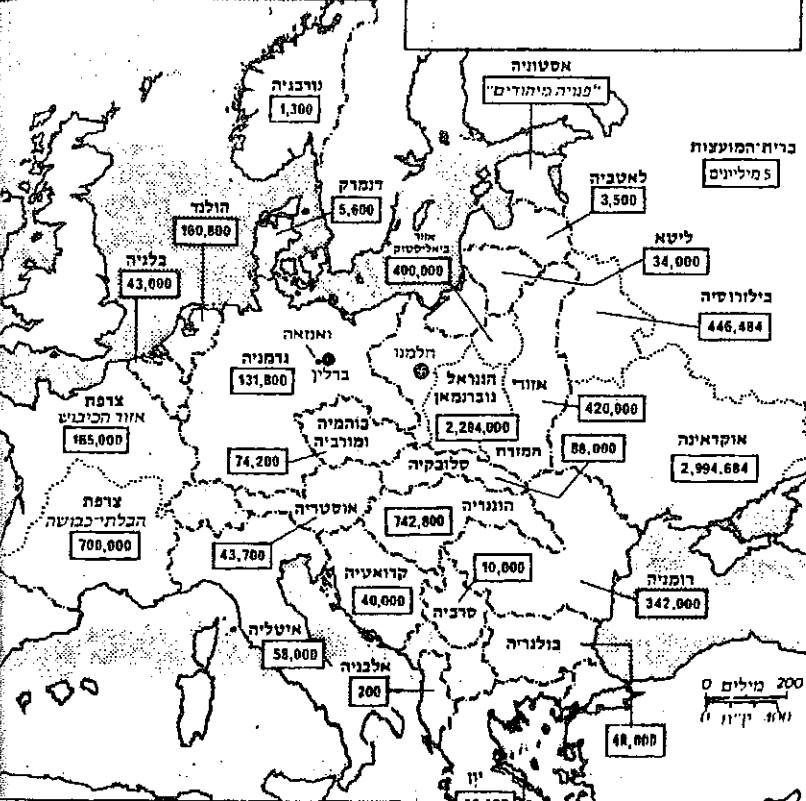 אסטוניה
"פנויה מיהודים"
נורבגיה
1,300
ברית-המועצות
5 מיליונים
לאטביה
3,500
דנמרק
5,600
הולנד
160,800
אזור
ביאליסטוק
400,000
ליטא
34,000
בלגיה
43,000
בילורוסיה
446,484
ואנזאה
ברלין
חלמנו
גרמניה
131,800
הגנראל
גוברנמאן
2,284,000
אזורי
המזרח
420,000
צרפת
אזור הכיבוש
165,000
בוהמיה
ומורביה
74,200
סלובקיה
88,000
אוקראינה
2,994,684
צרפת
הבלתי-כבושה
700,000
אוסטריה
43,700
הונגריה
742,800
קרואטיה
40,000
10,000
סרביה
רומניה
342,000
איטליה
58,000
בולגריה
48,000
אלבניה
200
0 מילים 200
יון